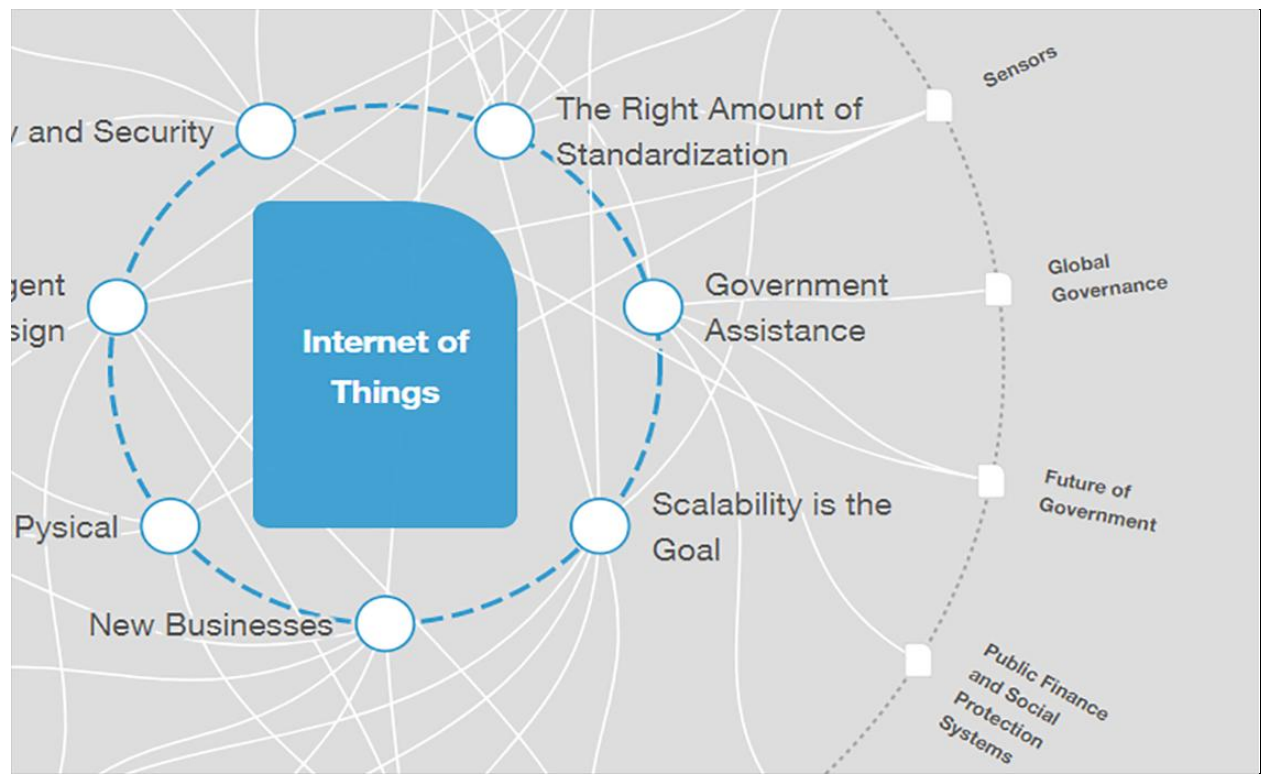 Sensors
The Right Amount of
Standardization
and Security
Global
Governance
Government
Assistance
Internet of
Things
Future of
Government
Scalability is the
Goal
Pysical
New Businesses
Public Finance
and Social
Protection
Systems